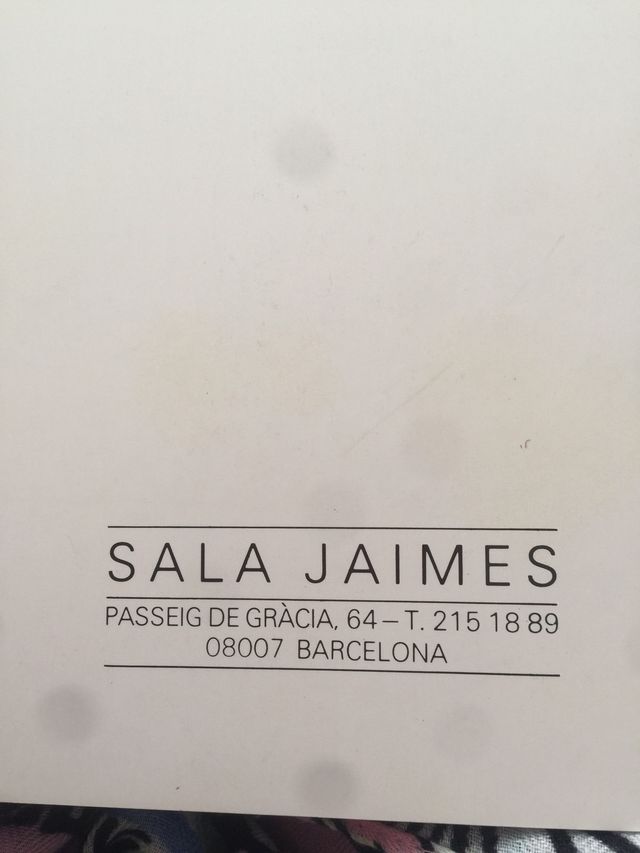 SALA JAIMES
PASSEIG DE GRÀCIA, 64 – T. 215 18 89
08007 BARCELONA